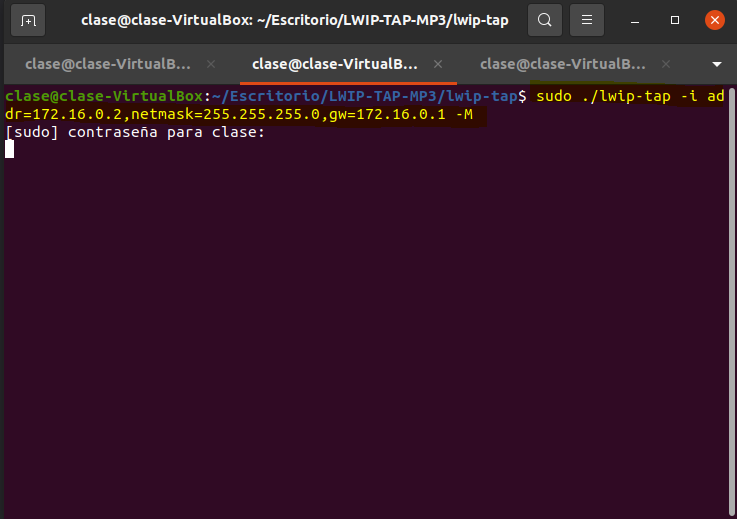 clase@clase-VirtualBox: ~/Escritorio/LWIP-TAP-MP3/lwip-tap
clase@clase-VirtualB... × clase@clase-VirtualB... × clase@clase-VirtualB... ×
clase@clase-VirtualBox:~/Escritorio/LWIP-TAP-MP3/lwip-tap$ sudo ./lwip-tap -i ad
dr=172.16.0.2,netmask=255.255.255.0,gw=172.16.0.1 -M
[sudo] contraseña para clase: